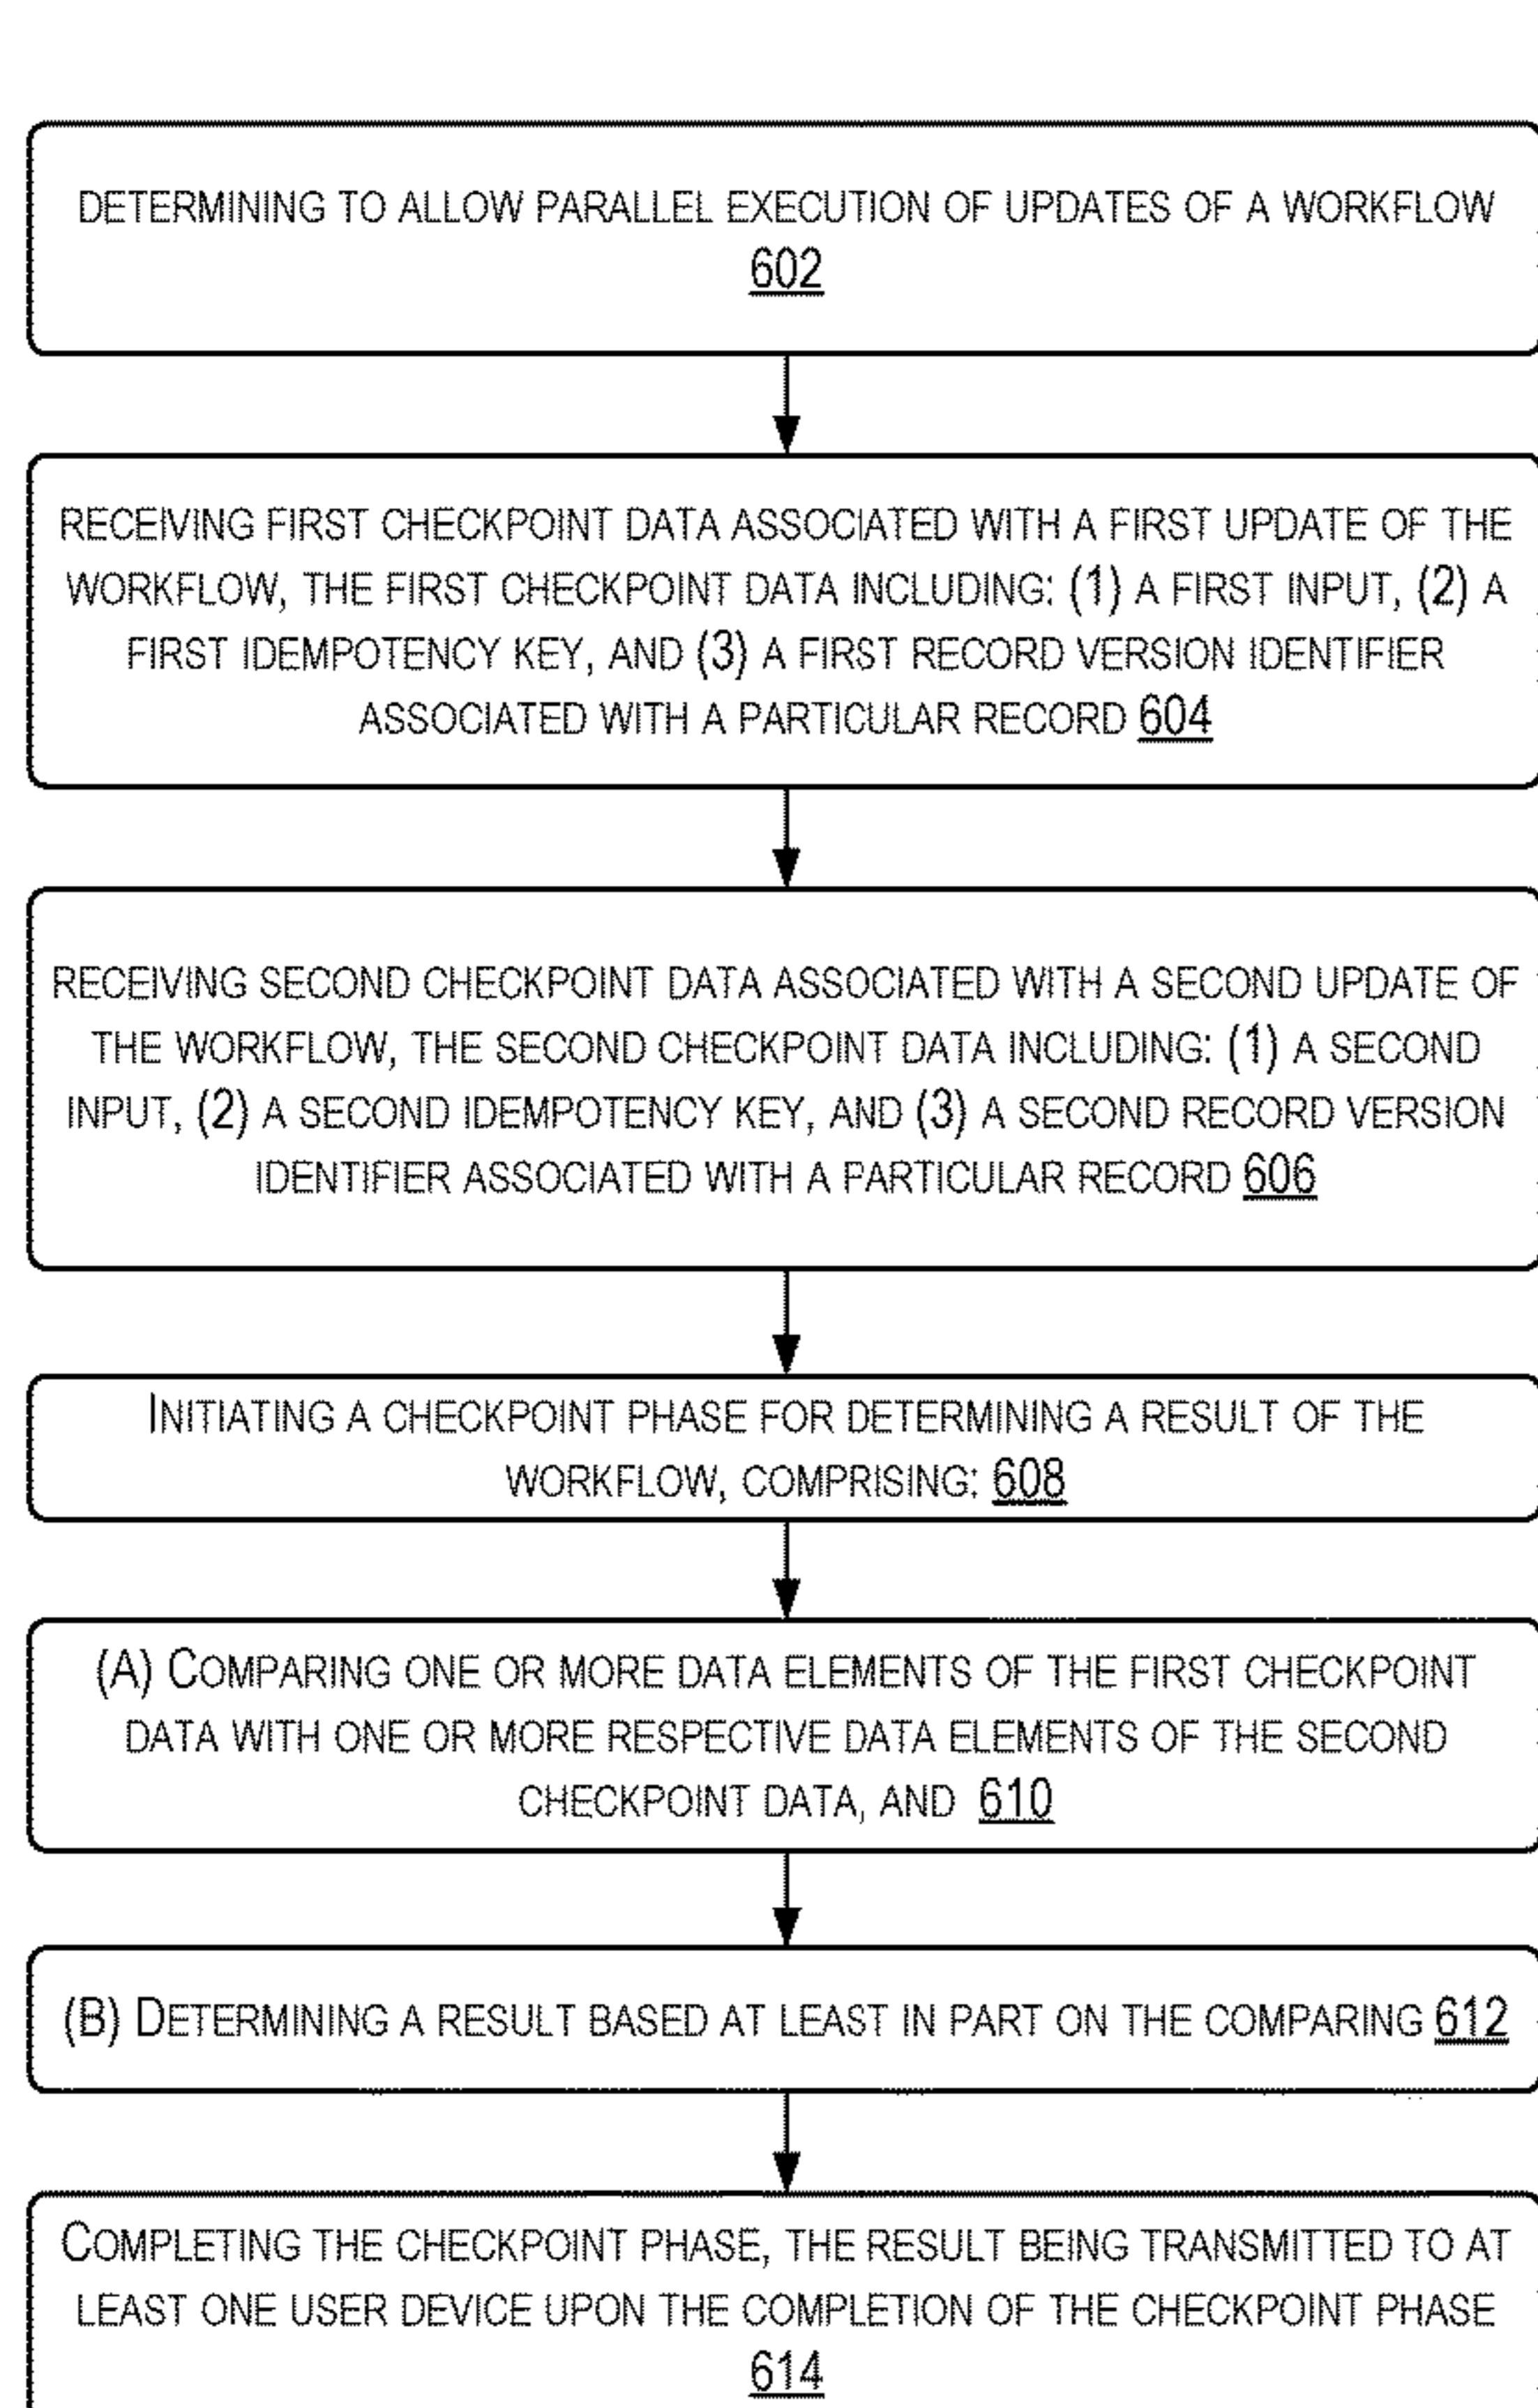 DETERMINING TO ALLOW PARALLEL EXECUTION OF UPDATES OF A WORKFLOW
602
RECEIVING FIRST CHECKPOINT DATA ASSOCIATED WITH A FIRST UPDATE OF THE
WORKFLOW, THE FIRST CHECKPOINT DATA INCLUDING: (1) A FIRST INPUT, (2) A
FIRST IDEMPOTENCY KEY, AND (3) A FIRST RECORD VERSION IDENTIFIER
ASSOCIATED WITH A PARTICULAR RECORD 604
RECEIVING SECOND CHECKPOINT DATA ASSOCIATED WITH A SECOND UPDATE OF
THE WORKFLOW, THE SECOND CHECKPOINT DATA INCLUDING: (1) A SECOND
INPUT, (2) A SECOND IDEMPOTENCY KEY, AND (3) A SECOND RECORD VERSION
IDENTIFIER ASSOCIATED WITH A PARTICULAR RECORD 606
INITIATING A CHECKPOINT PHASE FOR DETERMINING A RESULT OF THE
WORKFLOW, COMPRISING: 608
(A) COMPARING ONE OR MORE DATA ELEMENTS OF THE FIRST CHECKPOINT
DATA WITH ONE OR MORE RESPECTIVE DATA ELEMENTS OF THE SECOND
CHECKPOINT DATA, AND 610
(B) DETERMINING A RESULT BASED AT LEAST IN PART ON THE COMPARING 612
COMPLETING THE CHECKPOINT PHASE, THE RESULT BEING TRANSMITTED TO AT
LEAST ONE USER DEVICE UPON THE COMPLETION OF THE CHECKPOINT PHASE
614